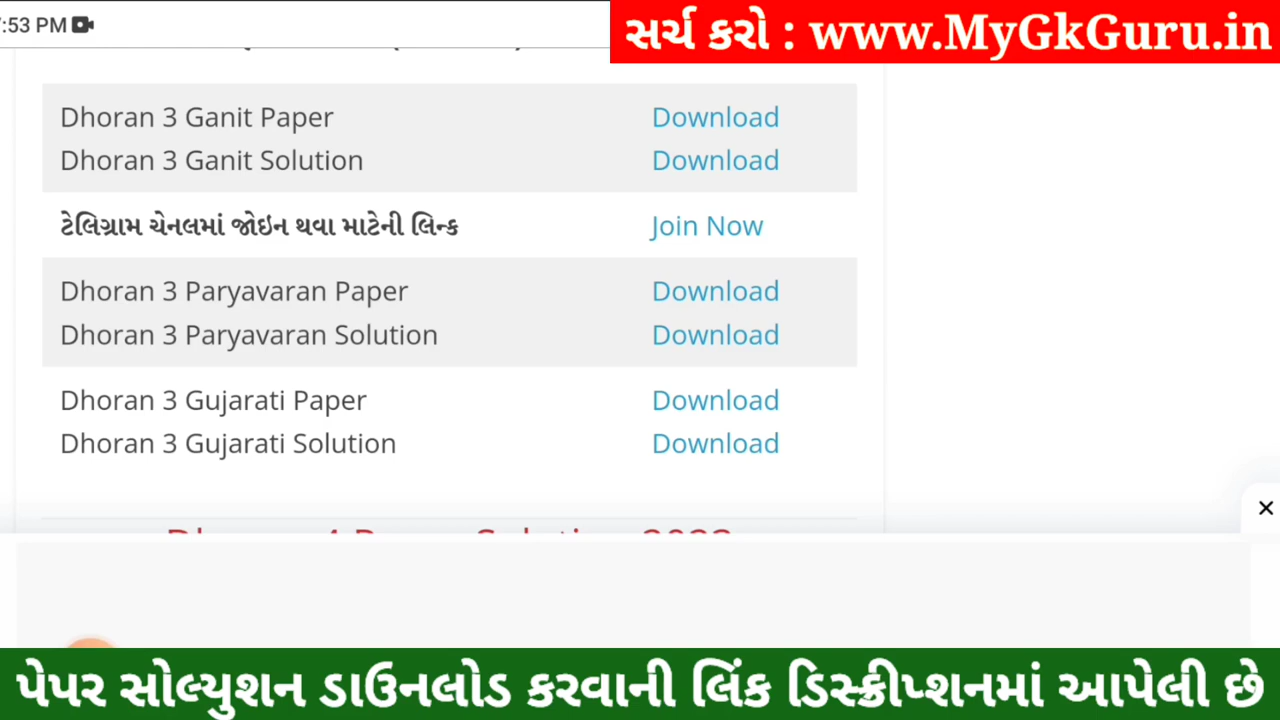 :53 PM
સર્ચ કરો : www.MyGkGuru.in
Dhoran 3 Ganit Paper Download
Dhoran 3 Ganit Solution Download
ટેલિગ્રામ ચેનલમાં જોઇન થવા માટેની લિન્ક Join Now
Dhoran 3 Paryavaran Paper Download
Dhoran 3 Paryavaran Solution Download
Dhoran 3 Gujarati Paper Download
Dhoran 3 Gujarati Solution Download
પેપર સોલ્યુશન ડાઉનલોડ કરવાની લિંક ડિસ્ક્રીપ્શનમાં આપેલી છે